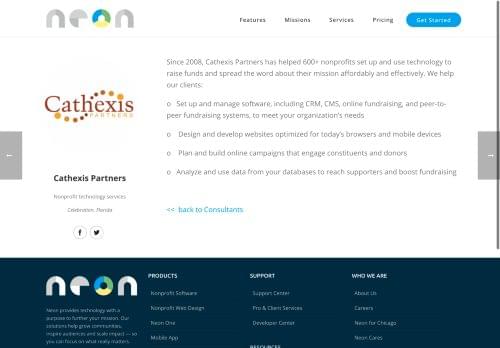 neon
Features Missions Services Pricing Get Started
Cathexis
PARTNERS
Cathexis Partners
Nonprofit technology services
Celebration, Florida
Since 2008, Cathexis Partners has helped 600+ nonprofits set up and use technology to
raise funds and spread the word about their mission affordably and effectively. We help
our clients:
o Set up and manage software, including CRM, CMS, online fundraising, and peer-to-
peer fundraising systems, to meet your organization's needs
o Design and develop websites optimized for today's browsers and mobile devices
o Plan and build online campaigns that engage constituents and donors
o Analyze and use data from your databases to reach supporters and boost fundraising
<< back to Consultants
neon
Neon provides technology with a
purpose to further your mission. Our
solutions help grow communities,
inspire audiences and scale impact — so
you can focus on what really matters.
PRODUCTS
Nonprofit Software
Nonprofit Web Design
Neon One
Mobile App
SUPPORT
Support Center
Pro & Client Services
Developer Center
RESOURCES
WHO WE ARE
About Us
Careers
Neon for Chicago
Neon Cares